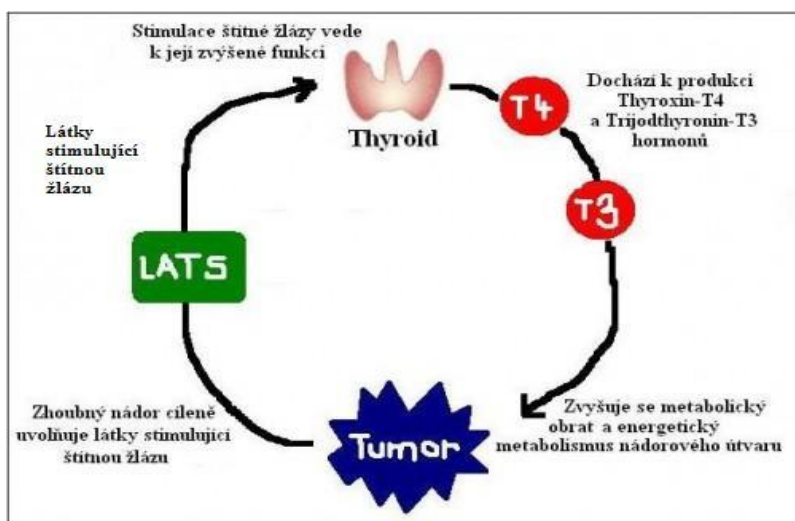 Stimulace štítné žlázy vede
k její zvýšené funkci
Thyroid
T4
Dochází k produkci
Thyroxin-T4
a Trijodthyronin-T3
hormonů
T3
Látky
stimulující
štítnou
žlázu
LATS
Zhoubný nádor cíleně
uvolňuje látky stimulující
štítnou žlázu
Tumor
Zvyšuje se metabolický
obrat a energetický
metabolismus nádorového útvaru